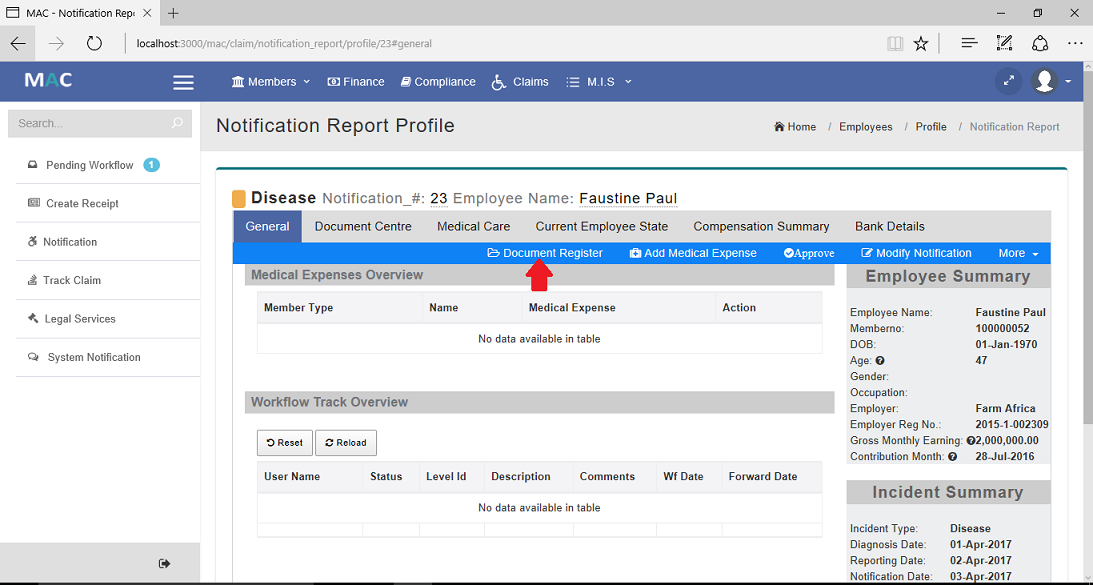 MAC - Notification Repo
localhost:3000/mac/claim/notification_report/profile/23#general
MAC
Members
Finance
Compliance
Claims
M.I.S
Search...
Notification Report Profile
Home / Employees / Profile / Notification Report
Pending Workflow 1
Create Receipt
Notification
Track Claim
Legal Services
System Notification
Disease Notification_#: 23 Employee Name: Faustine Paul
General Document Centre Medical Care Current Employee State Compensation Summary Bank Details
Document Register Add Medical Expense Approve Modify Notification More
Medical Expenses Overview
Member Type Name Medical Expense Action
No data available in table
Workflow Track Overview
Reset Reload
User Name Status Level Id Description Comments Wf Date Forward Date
No data available in table
Employee Summary
Employee Name: Faustine Paul
Memberno: 100000052
DOB: 01-Jan-1970
Age: 47
Gender:
Occupation:
Employer: Farm Africa
Employer Reg No.: 2015-1-002309
Gross Monthly Earning: 2,000,000.00
Contribution Month: 28-Jul-2016
Incident Summary
Incident Type: Disease
Diagnosis Date: 01-Apr-2017
Reporting Date: 02-Apr-2017
Notification Date: 03-Apr-2017